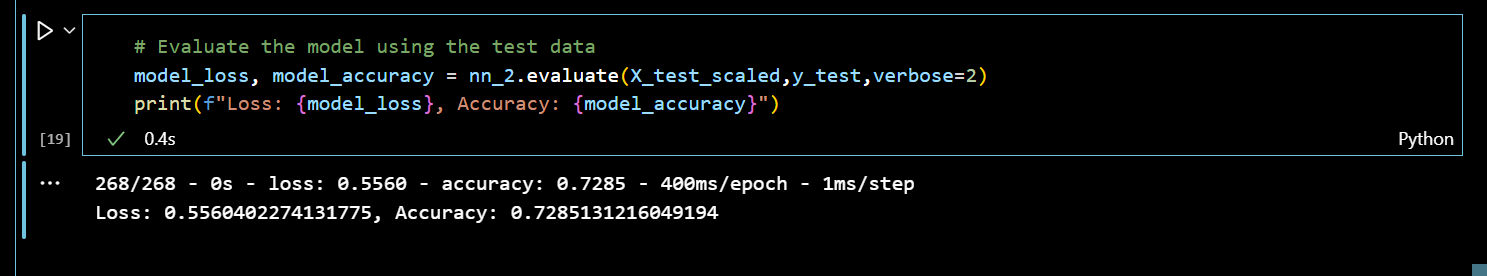 # Evaluate the model using the test data
model_loss, model_accuracy = nn_2.evaluate(X_test_scaled,y_test,verbose=2)
print(f"Loss: {model_loss}, Accuracy: {model_accuracy}")
[19] 0.4s Python
... 268/268 - 0s - loss: 0.5560 - accuracy: 0.7285 - 400ms/epoch - 1ms/step
Loss: 0.5560402274131775, Accuracy: 0.7285131216049194